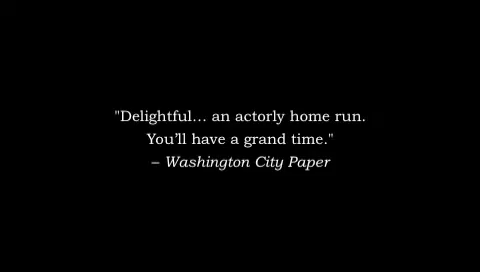 "Delightful… an actorly home run.
You’ll have a grand time."
– Washington City Paper